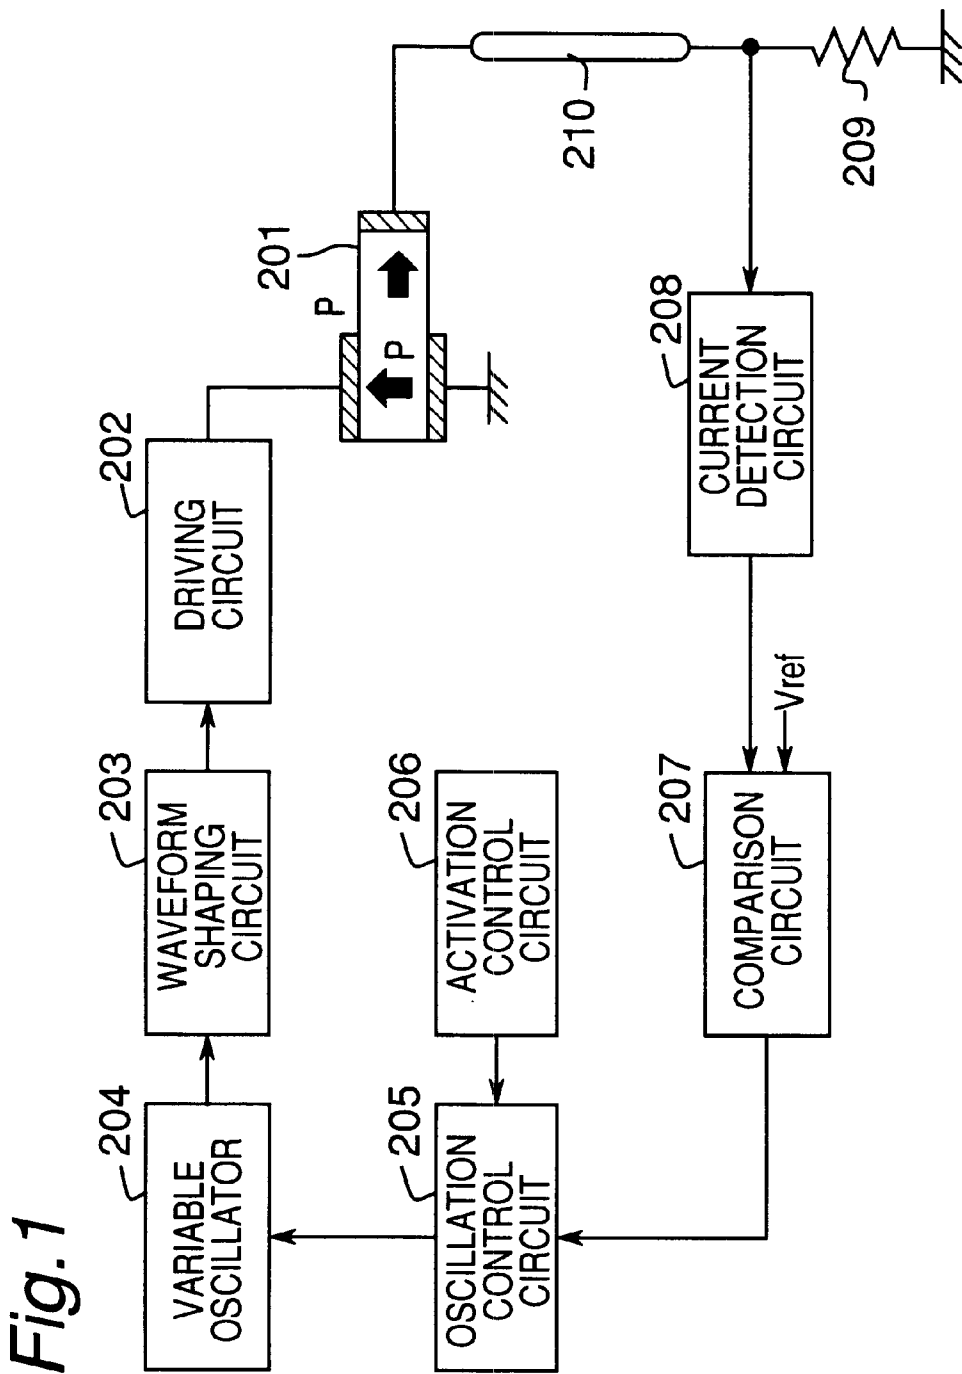 Fig.1
204
VARIABLE
OSCILLATOR
203
WAVEFORM
SHAPING
CIRCUIT
202
DRIVING
CIRCUIT
201
P
P
205
OSCILLATION
CONTROL
CIRCUIT
206
ACTIVATION
CONTROL
CIRCUIT
210
207
COMPARISON
CIRCUIT
Vref
208
CURRENT
DETECTION
CIRCUIT
209